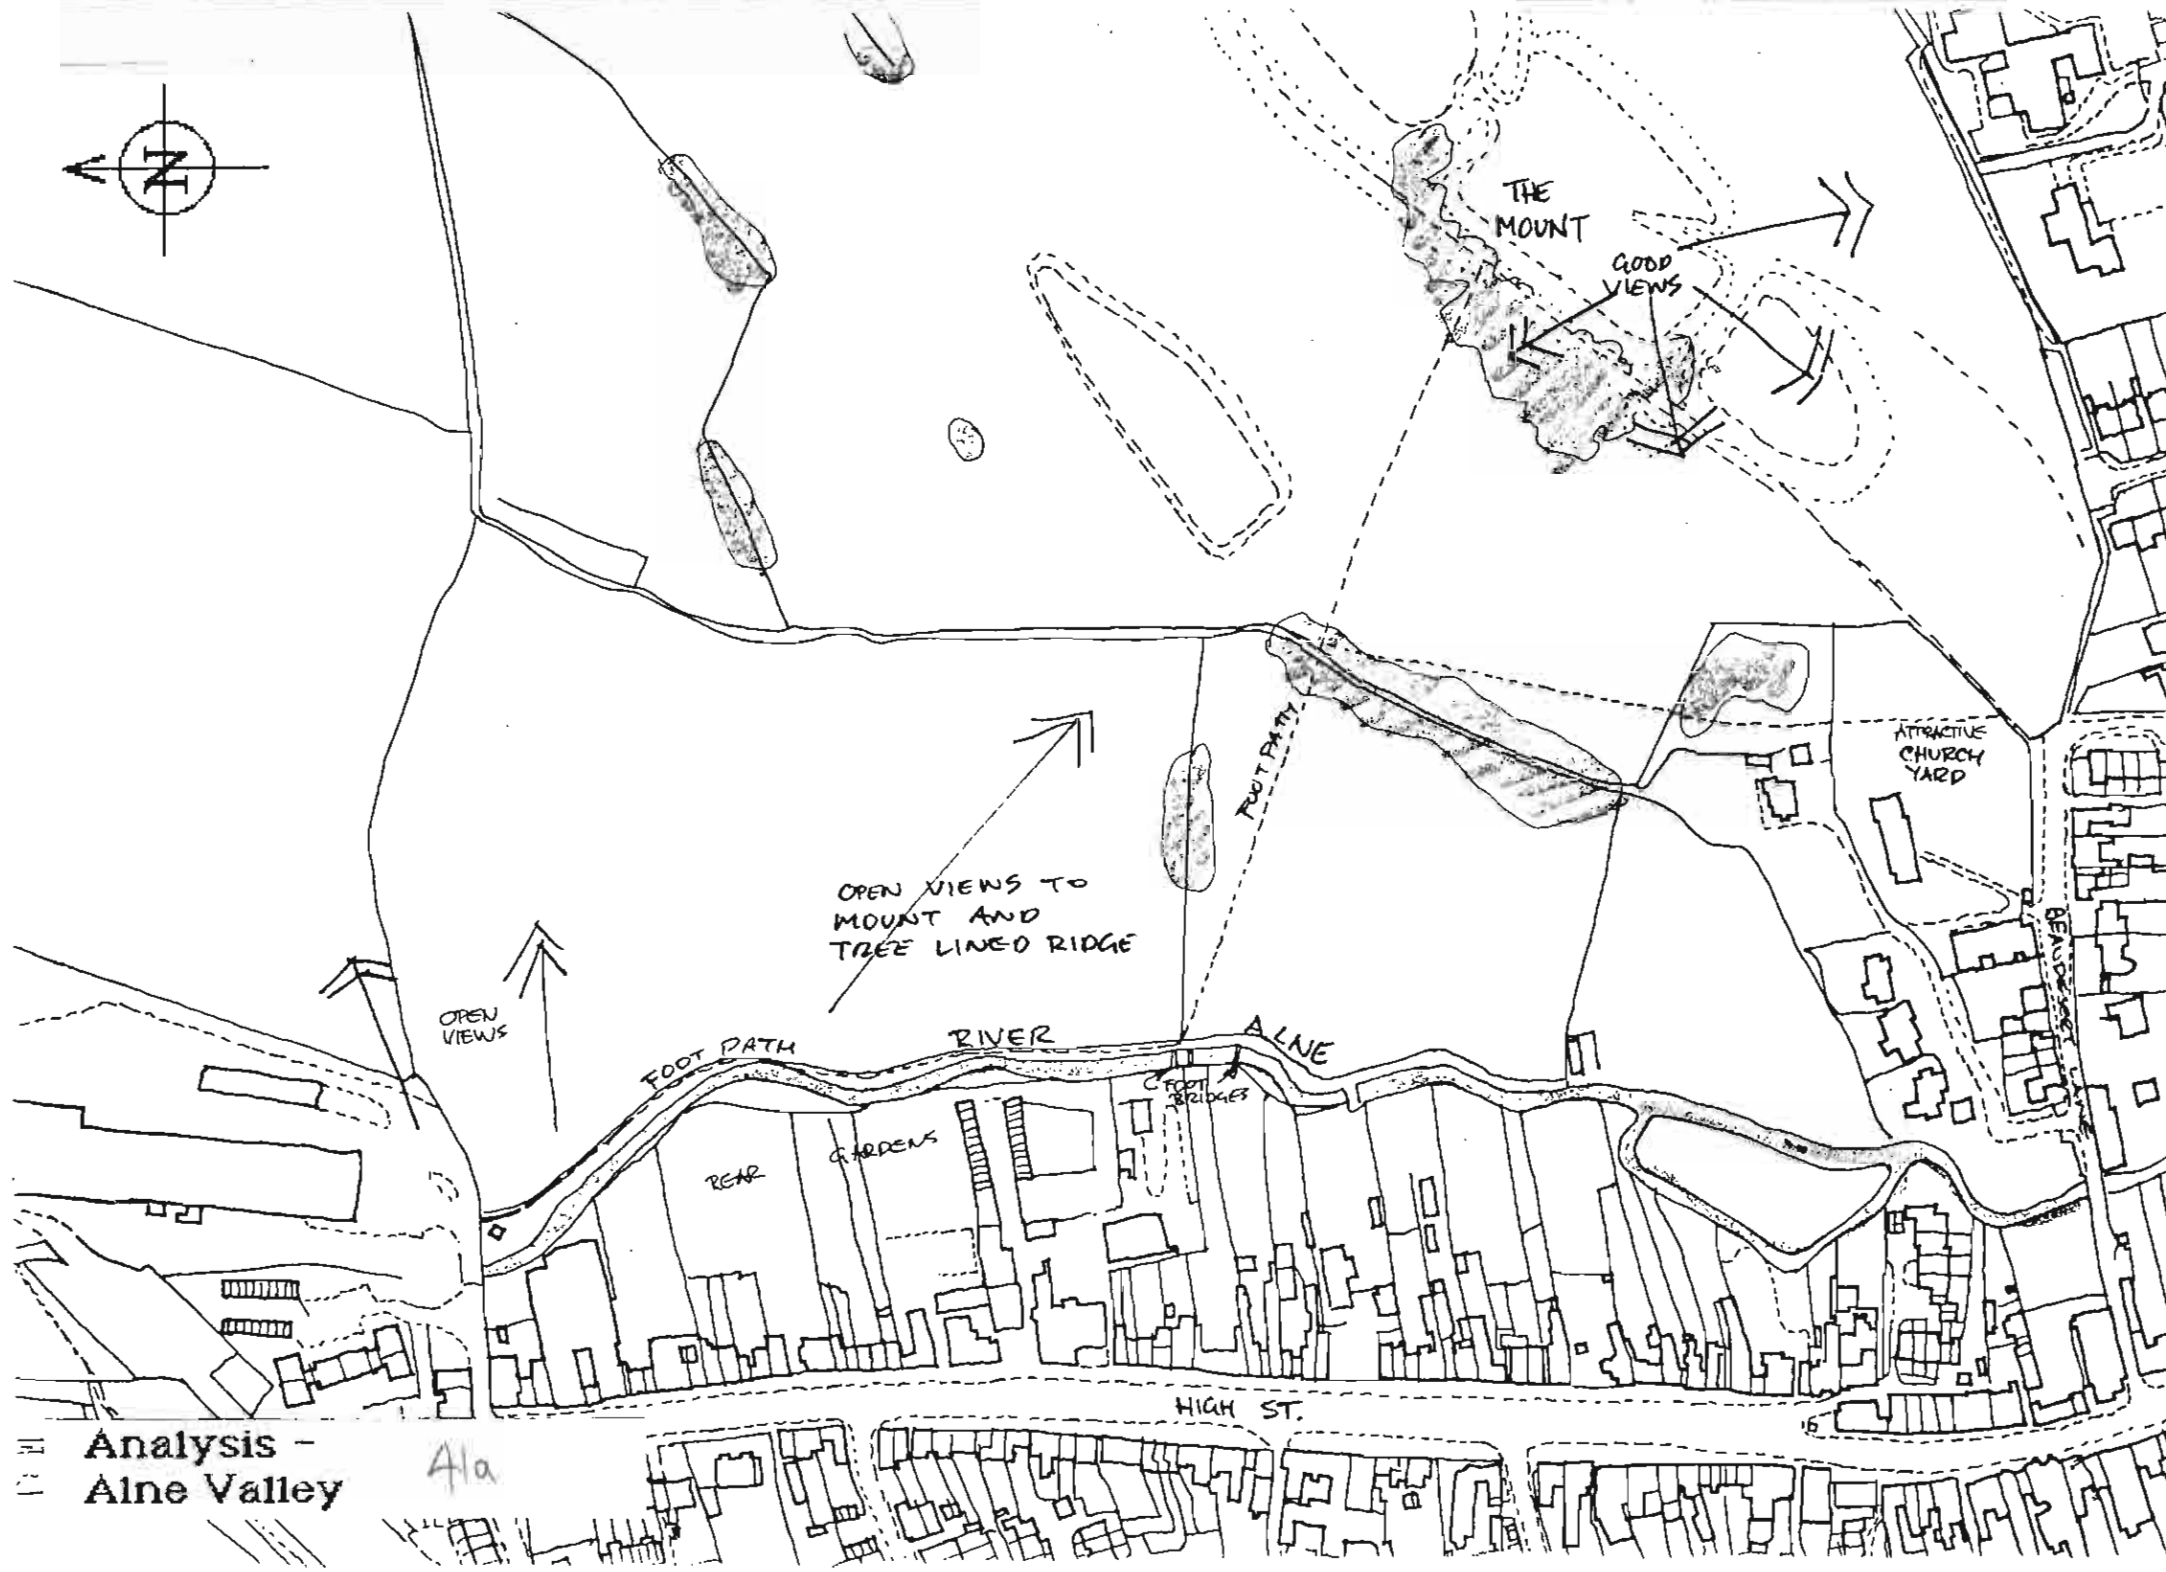 N
THE
MOUNT
GOOD
VIEWS
FOOT PATH
ATTRACTIVE
CHURCH
YARD
OPEN VIEWS TO
MOUNT AND
TREE LINED RIDGE
OPEN
VIEWS
FOOT PATH
RIVER
ALNE
FOOT
BRIDGES
REAR
GARDENS
HIGH ST.
Analysis -
Alne Valley
41a